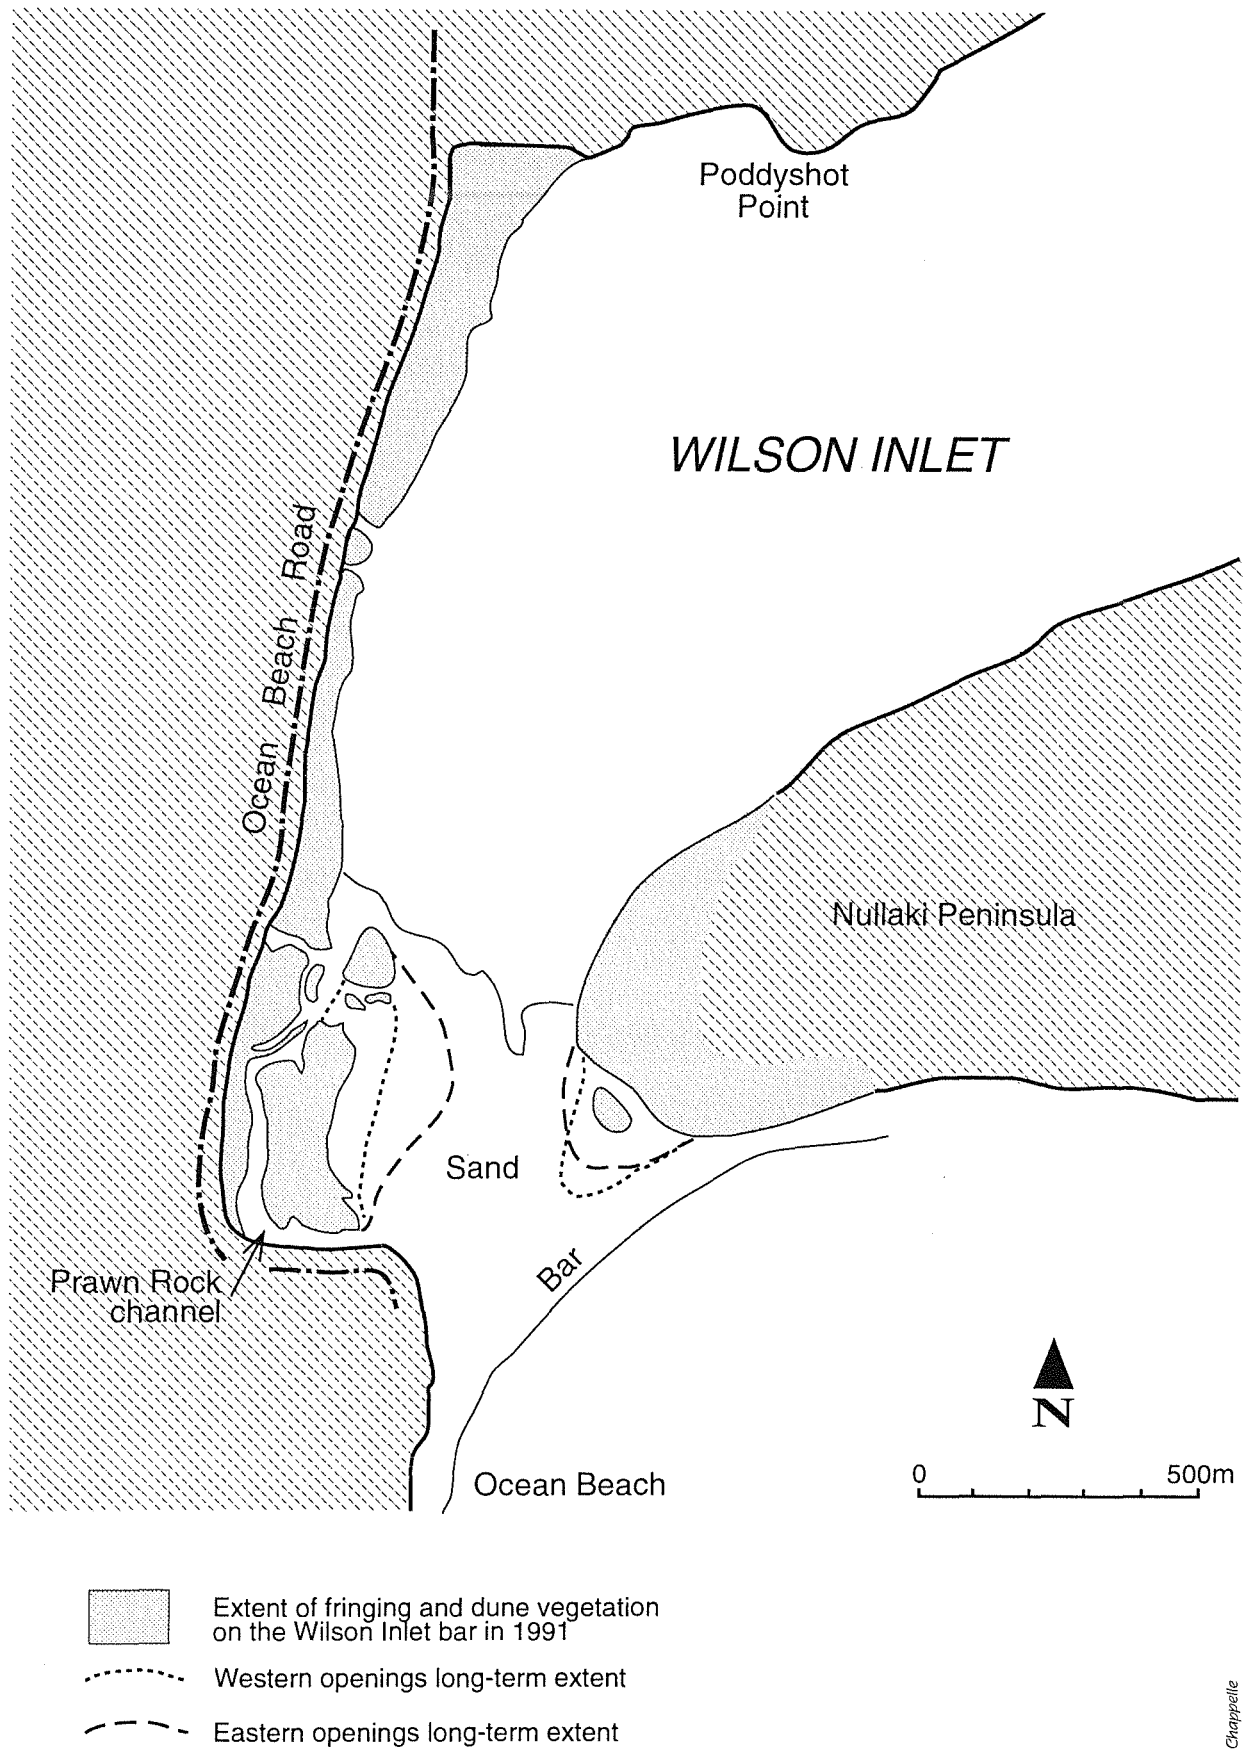 Poddyshot
Point
WILSON INLET
Ocean Beach Road
Nullaki Peninsula
Sand
Bar
Prawn Rock
channel
N
0 500m
Ocean Beach
Extent of fringing and dune vegetation
on the Wilson Inlet bar in 1991
Western openings long-term extent
Eastern openings long-term extent
Chappelle